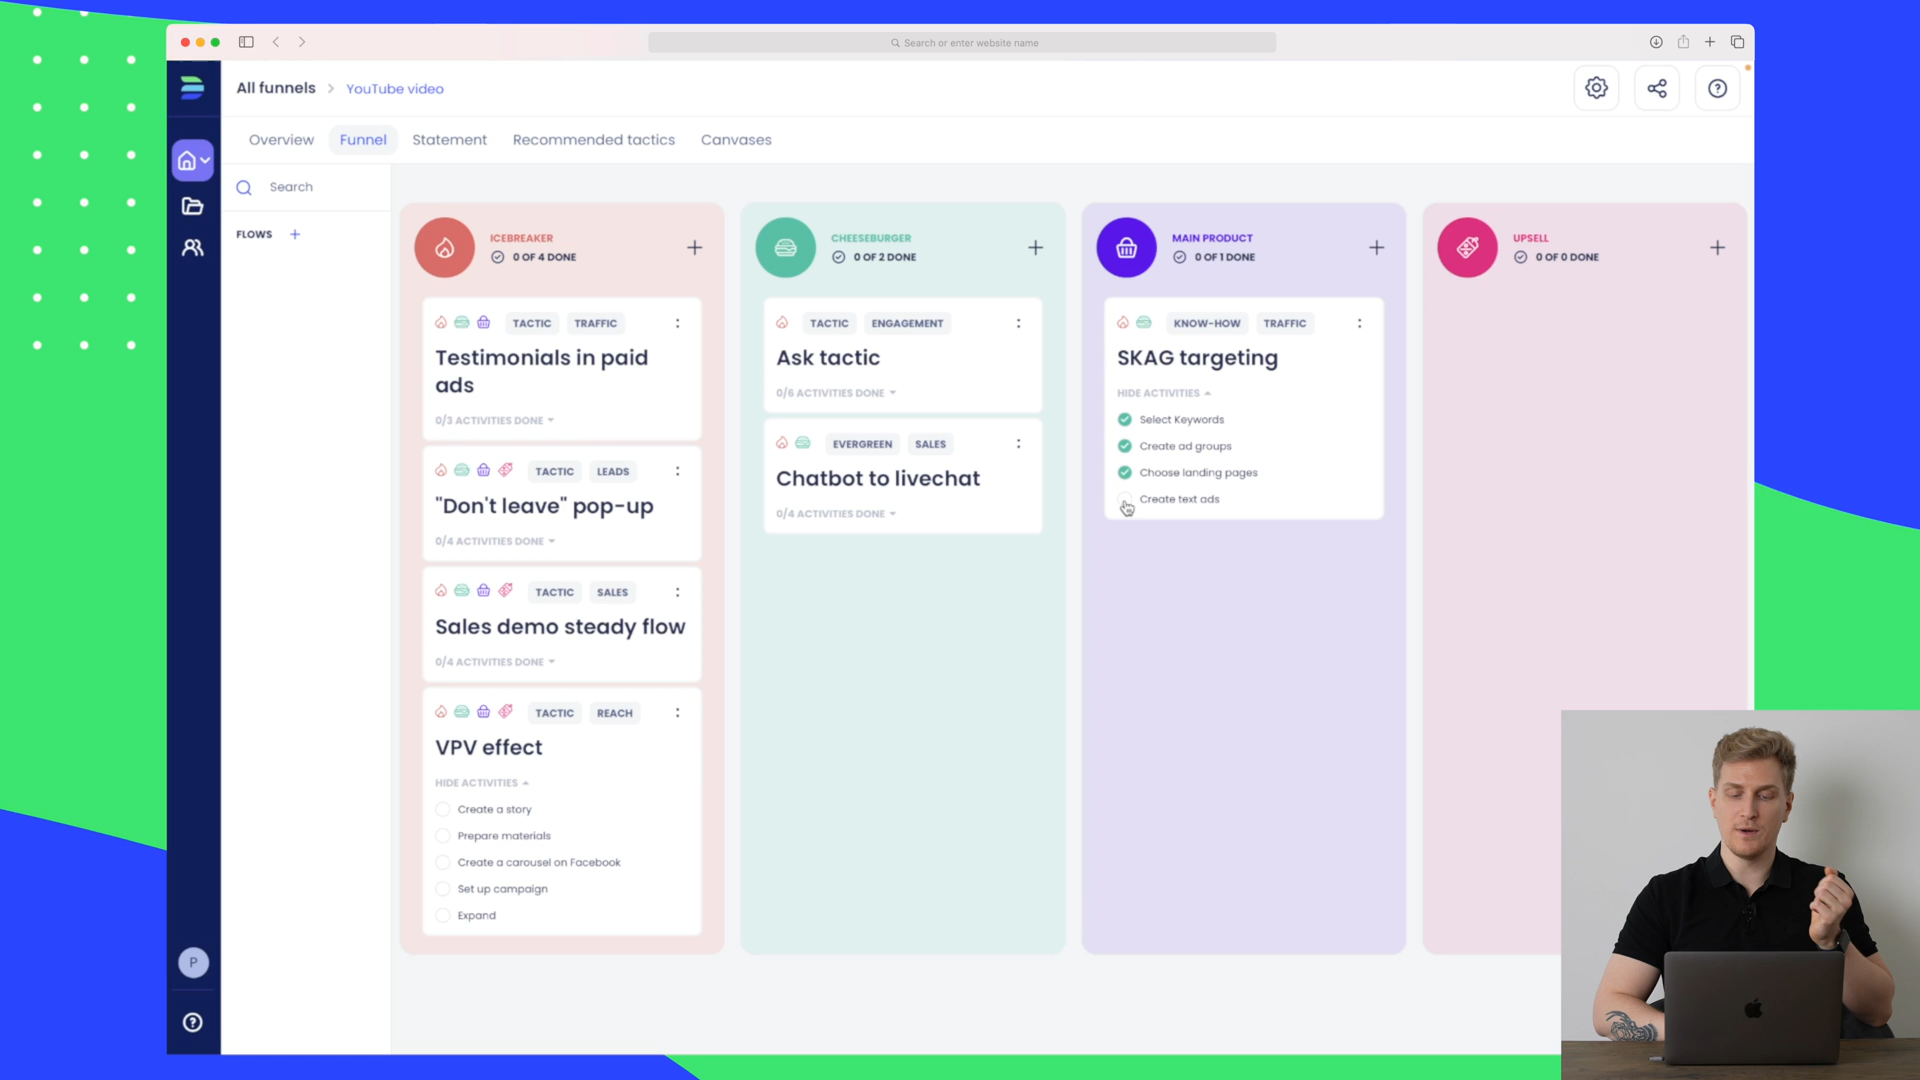 Search or enter website name
All funnels > YouTube video
Overview Funnel Statement Recommended tactics Canvases
Search
FLOWS +
ICEBREAKER
0 OF 4 DONE
TACTIC TRAFFIC
Testimonials in paid
ads
0/3 ACTIVITIES DONE
TACTIC LEADS
"Don't leave" pop-up
0/4 ACTIVITIES DONE
TACTIC SALES
Sales demo steady flow
0/4 ACTIVITIES DONE
TACTIC REACH
VPV effect
HIDE ACTIVITIES
Create a story
Prepare materials
Create a carousel on Facebook
Set up campaign
Expand
CHEESEBURGER
0 OF 2 DONE
TACTIC ENGAGEMENT
Ask tactic
0/6 ACTIVITIES DONE
EVERGREEN SALES
Chatbot to livechat
0/4 ACTIVITIES DONE
MAIN PRODUCT
0 OF 1 DONE
KNOW-HOW TRAFFIC
SKAG targeting
HIDE ACTIVITIES
Select Keywords
Create ad groups
Choose landing pages
Create text ads
UPSELL
0 OF 0 DONE
P